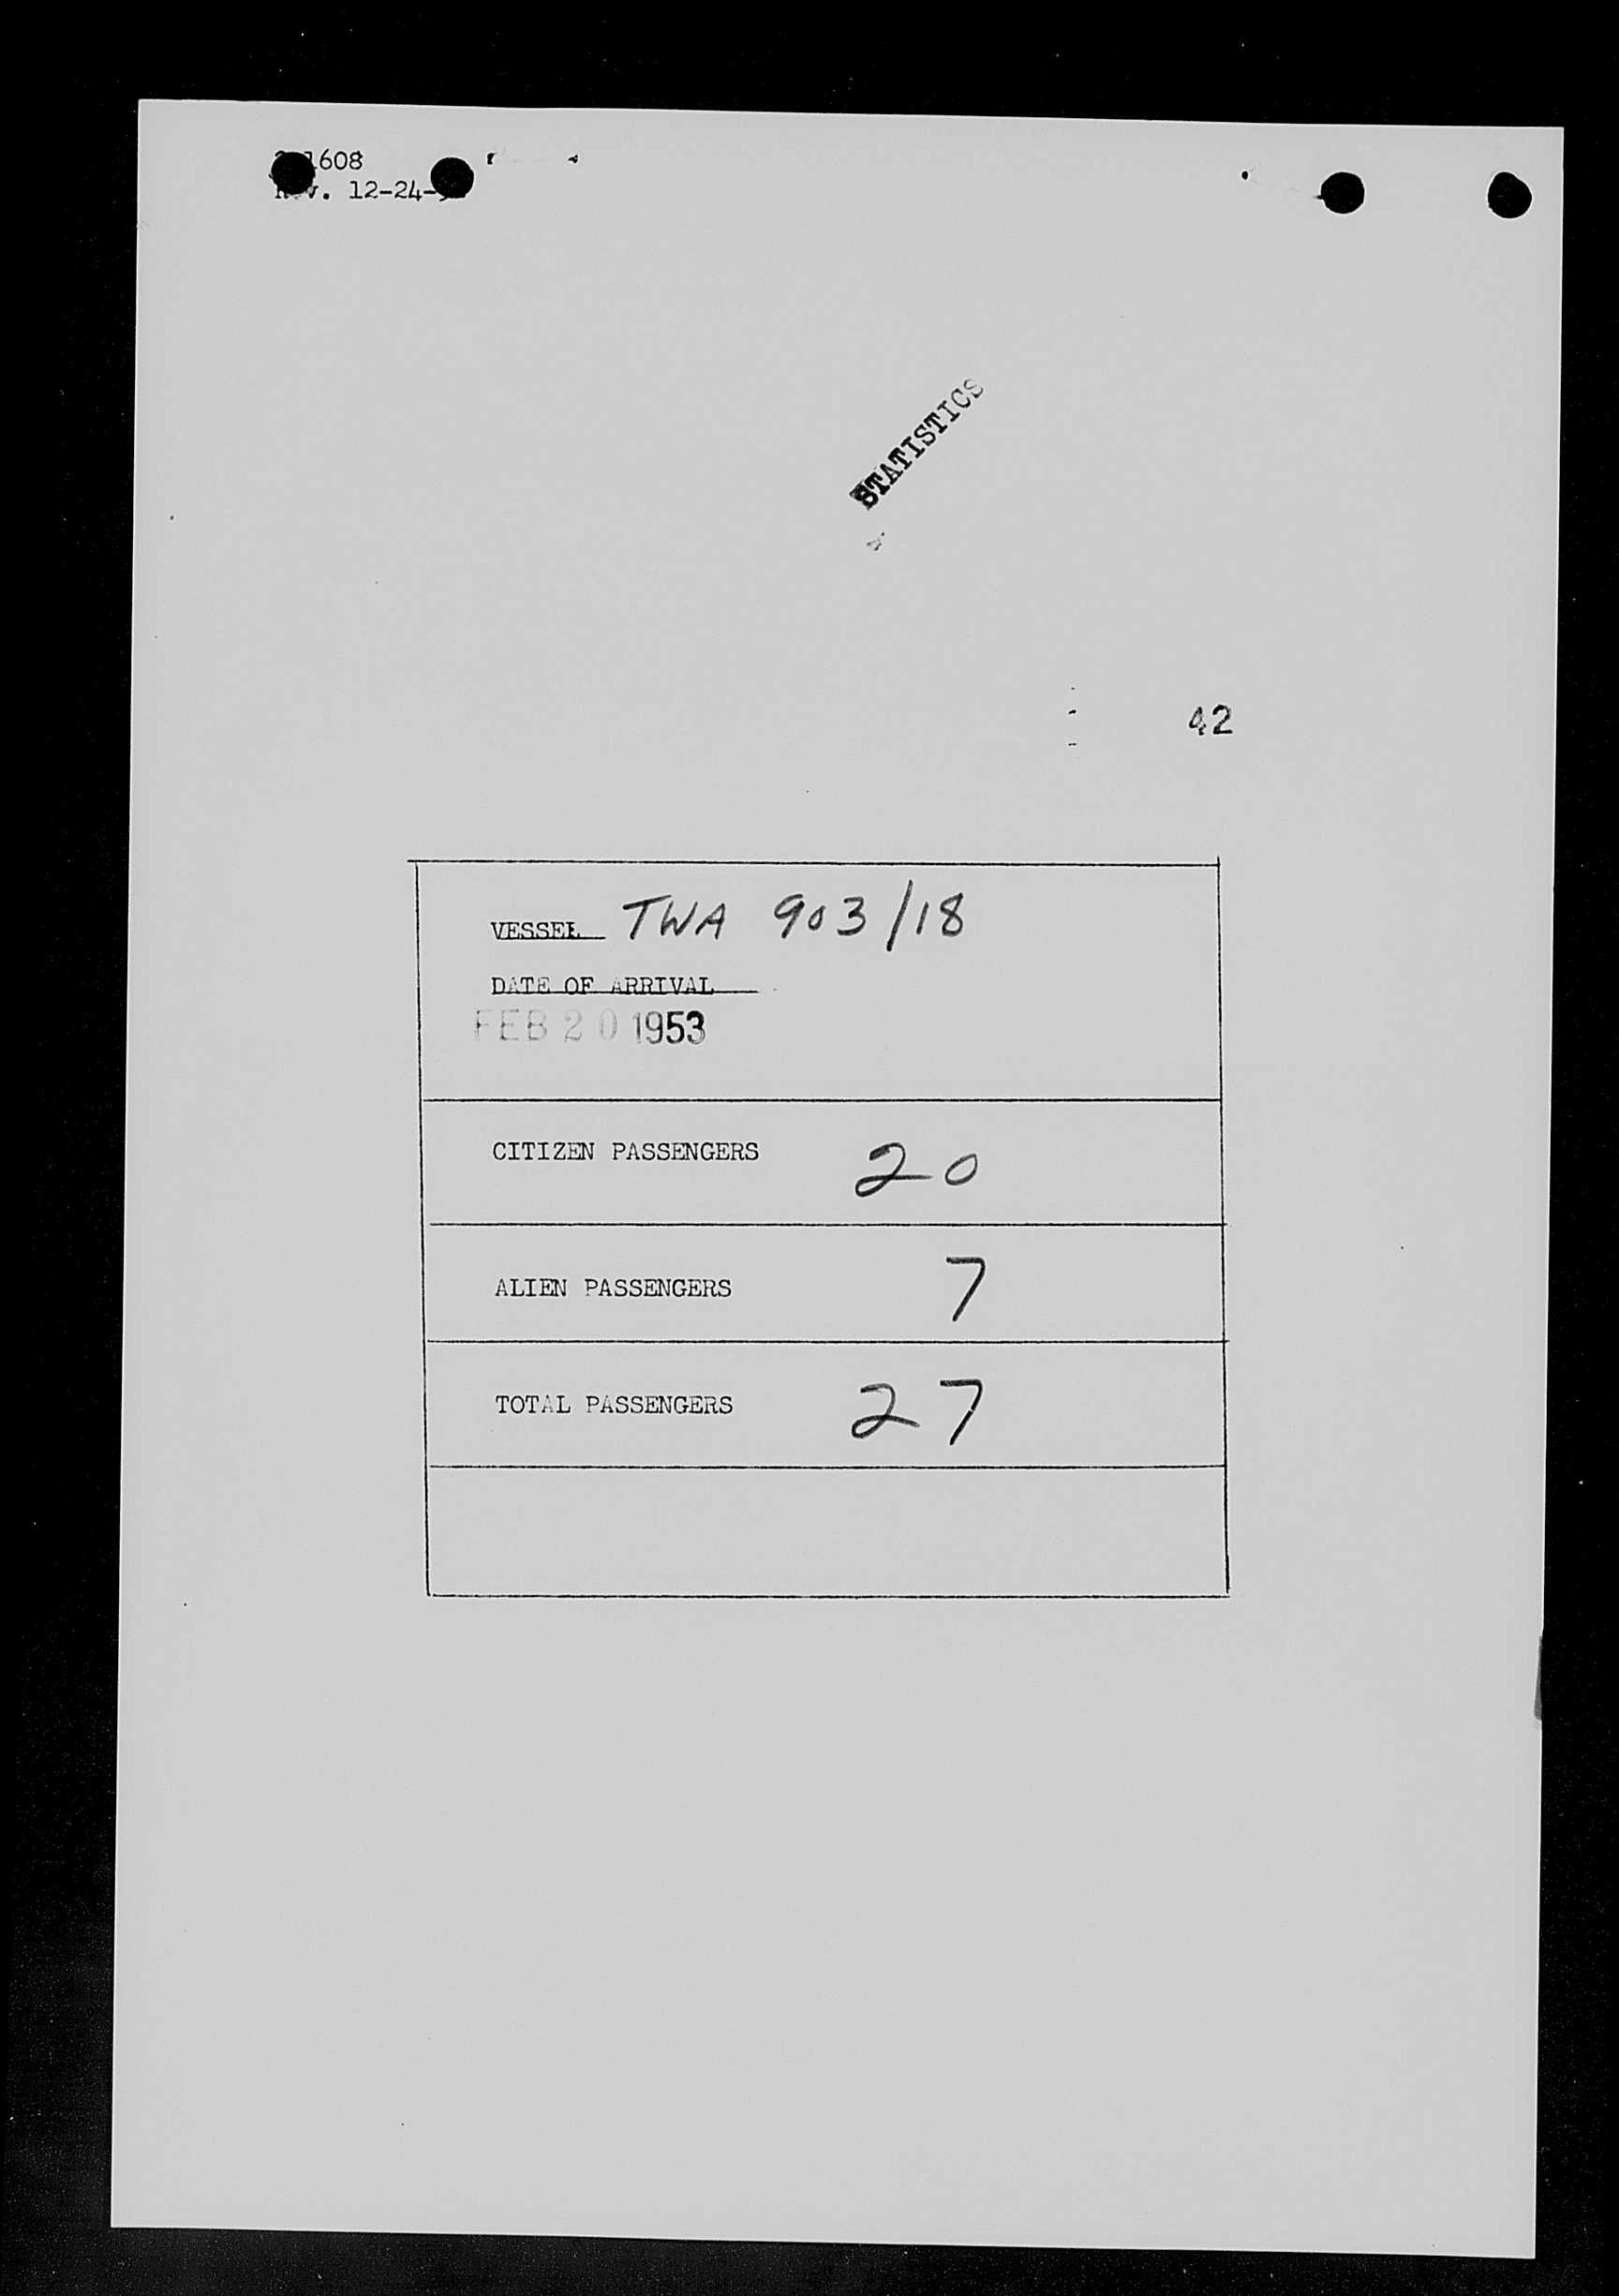 1608
12-24-
STATISTICS
42
VESSEL TWA 903/18
DATE OF ARRIVAL
FEB 20 1953
CITIZEN PASSENGERS 20
ALIEN PASSENGERS 7
TOTAL PASSENGERS 27